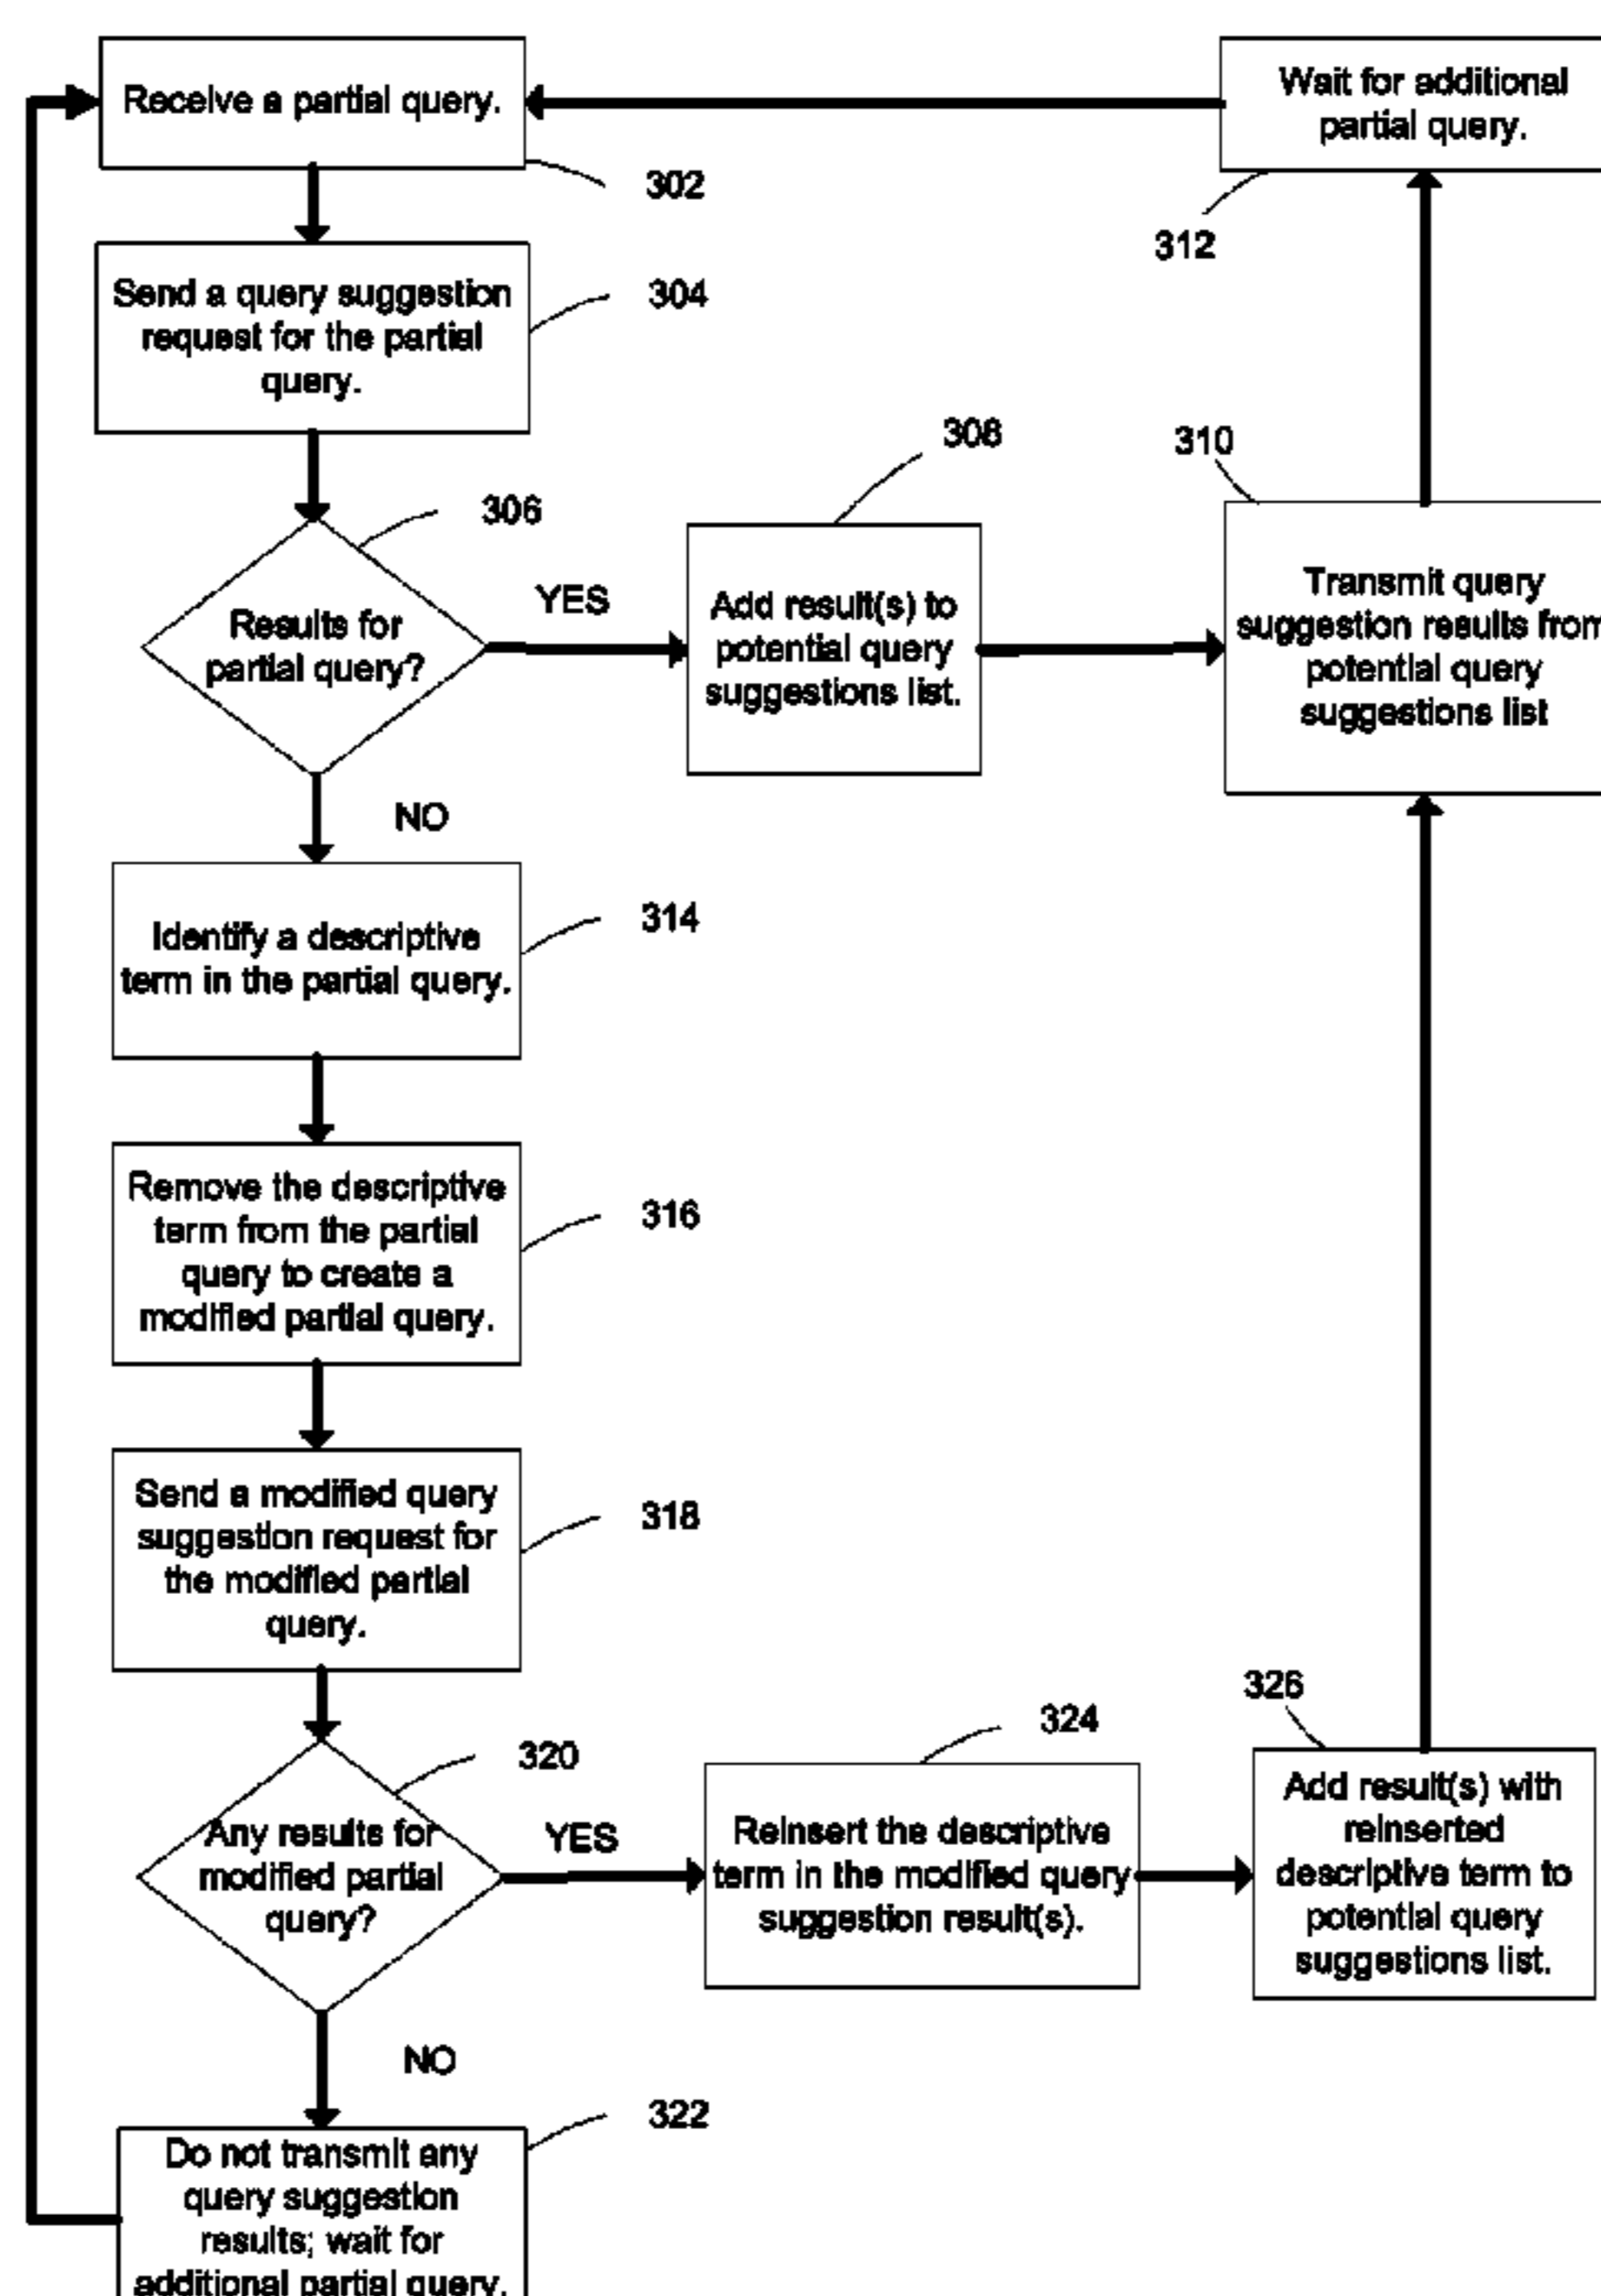 Receive a partial query.
302
Wait for additional
partial query.
312
Send a query suggestion
request for the partial
query.
304
306
Results for
partial query?
YES
308
Add result(s) to
potential query
suggestions list.
310
Transmit query
suggestion results from
potential query
suggestions list
NO
Identify a descriptive
term in the partial query.
314
Remove the descriptive
term from the partial
query to create a
modified partial query.
316
Send a modified query
suggestion request for
the modified partial
query.
318
320
Any results for
modified partial
query?
YES
324
Reinsert the descriptive
term in the modified query
suggestion result(s).
326
Add result(s) with
reinserted
descriptive term to
potential query
suggestions list.
NO
322
Do not transmit any
query suggestion
results; wait for
additional partial query.